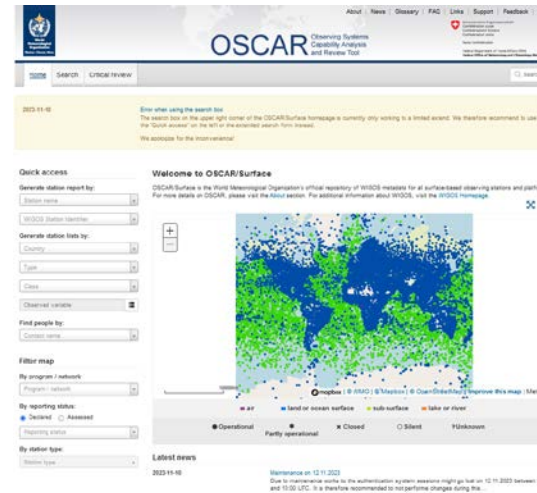 About | News | Glossary | FAQ | Links | Support | Feedback |
World
Meteorological
Organization
OSCAR
Observing Systems
Capability Analysis
and Review Tool
Home
Search
Critical review
2023-11-10
Error when using the search box
The search box on the upper right corner of the OSCAR/Surface homepage is currently only working to a limited extend. We therefore recommend to use
the "Quick access" on the left or the extended search form instead.
We apologize for the inconvenience!
Quick access
Generate station report by:
Station name
WIGOS Station Identifier
Generate station lists by:
Country
Type
Class
Observed variable
Find people by:
Contact name
Filter map
By program / network
Program / network
By reporting status:
Declared
Assessed
Reporting status
By station type:
Station type
Welcome to OSCAR/Surface
OSCAR/Surface is the World Meteorological Organization's official repository of WIGOS metadata for all surface-based observing stations and
For more details on OSCAR, please visit the About section. For additional information about WIGOS, visit the WIGOS Homepage.
+
−
mapbox | © WMO | © Mapbox | © OpenStreetMap | Improve this map |
air
land or ocean surface
sub surface
lake or river
Operational
Partly operational
Closed
Silent
Unknown
Latest news
2023-11-10
Maintenance on 12.11.2023
Due to maintenance works to the authentication system sessions might go lost on 12.11.2023 between
and 10:00 UTC. It is therefore recommended to not performe changes during this...